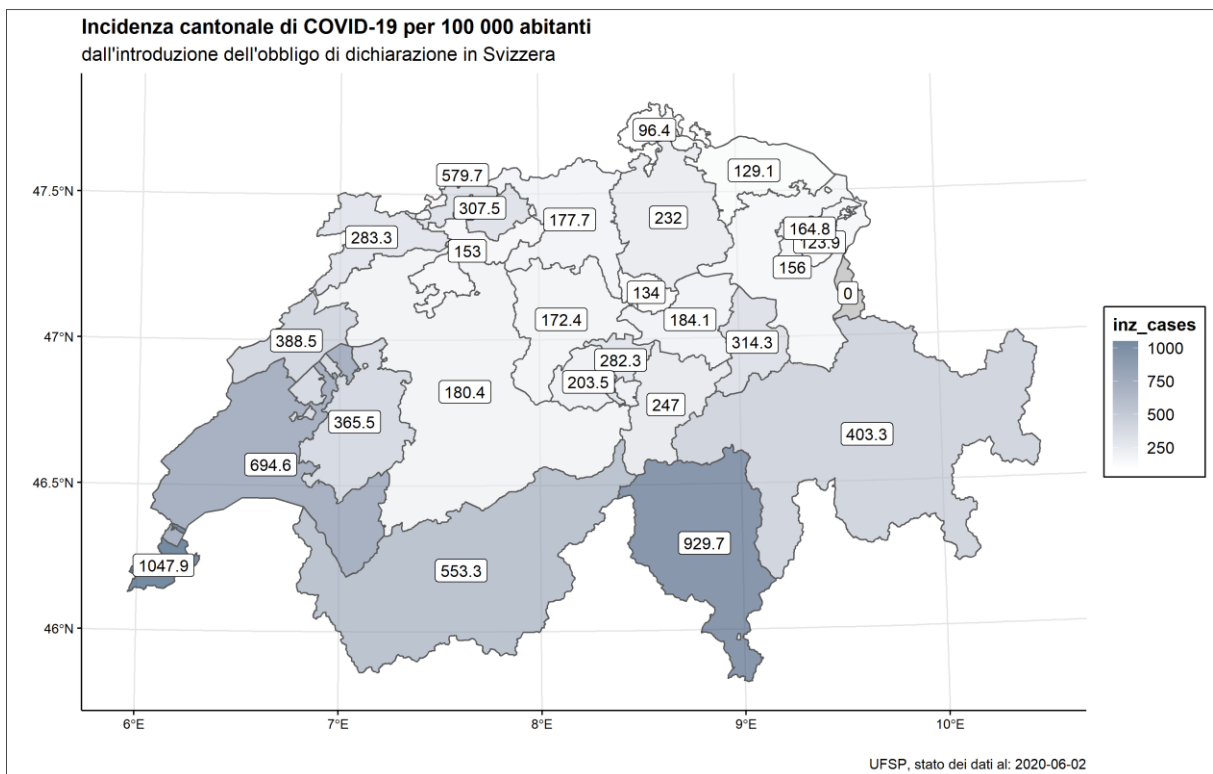 Incidenza cantonale di COVID-19 per 100 000 abitanti
dall'introduzione dell'obbligo di dichiarazione in Svizzera
96.4
129.1
579.7
47.5°N
307.5
177.7
232
164.8
123.9
283.3
153
156
134
0
172.4
184.1
47°N
388.5
314.3
282.3
203.5
180.4
247
365.5
403.3
694.6
46.5°N
929.7
1047.9
553.3
46°N
6°E
7°E
8°E
9°E
10°E
inz_cases
1000
750
500
250
UFSP, stato dei dati al: 2020-06-02